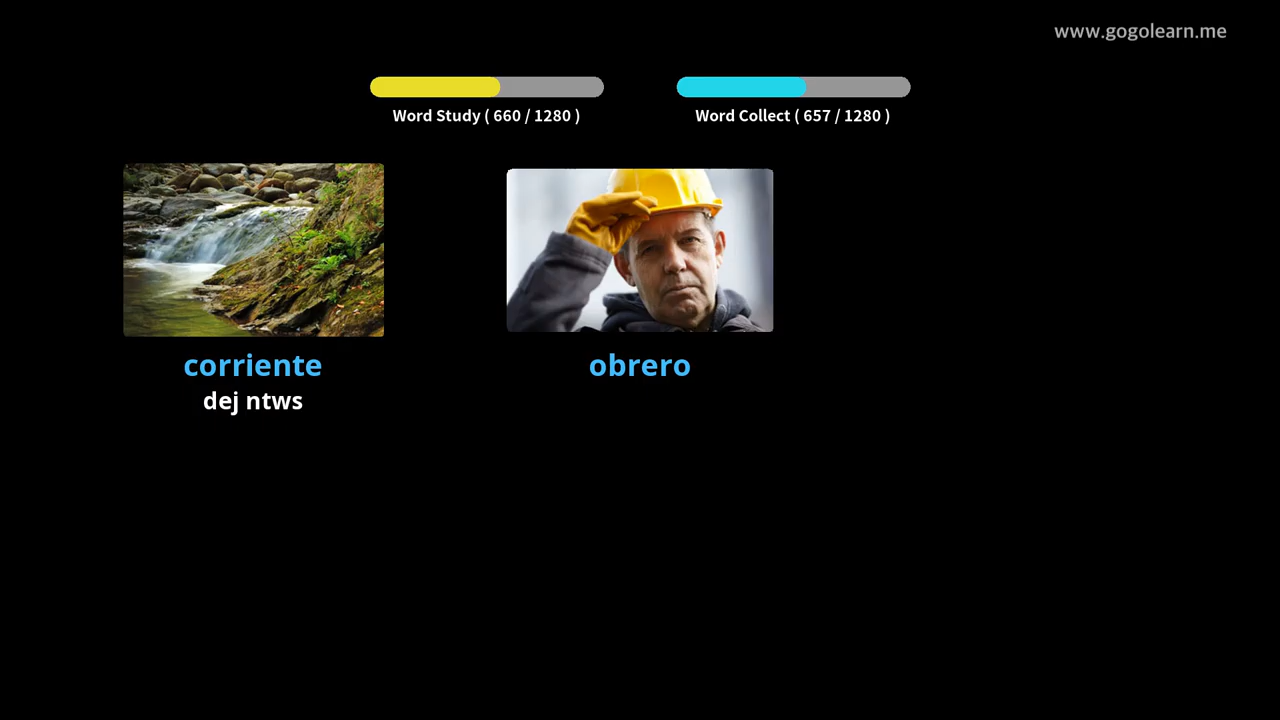 www.gogolearn.me
Word Study ( 660 / 1280 )
Word Collect ( 657 / 1280 )
corriente
dej ntws
obrero